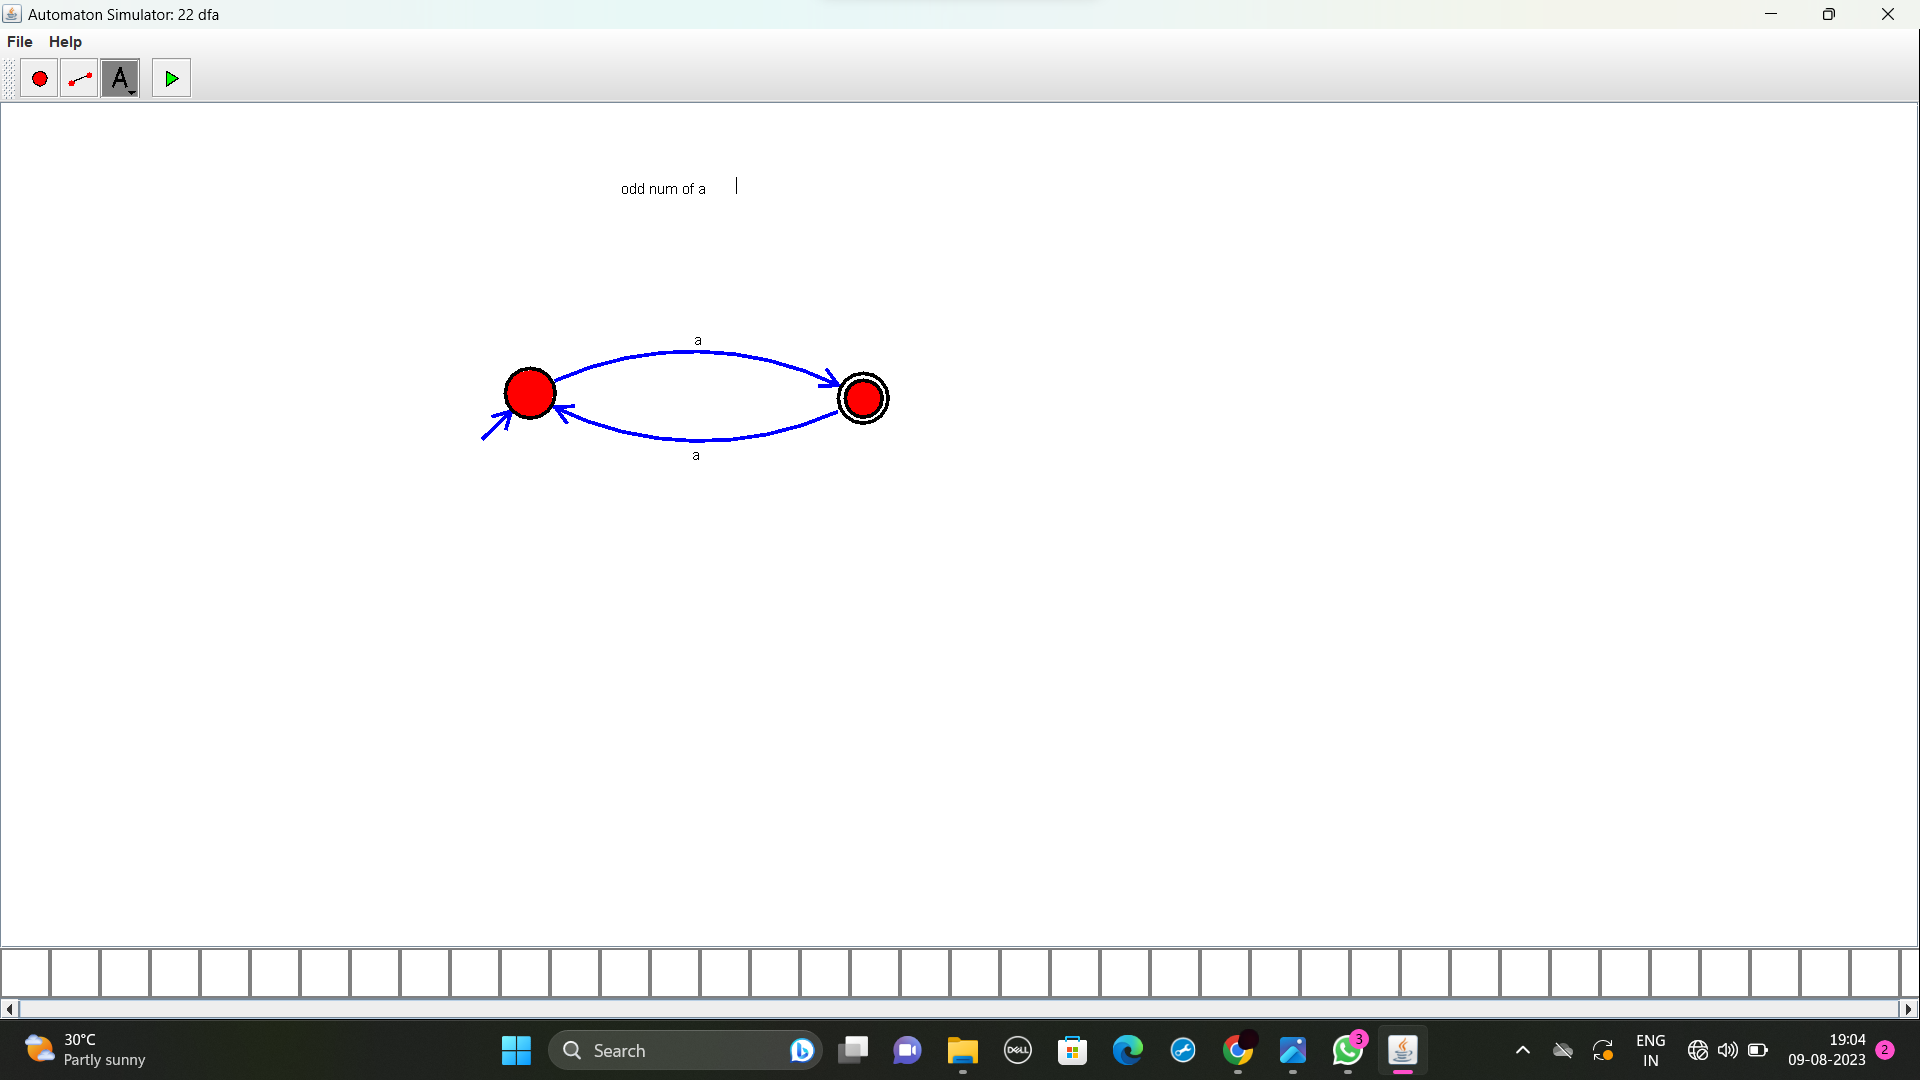 Automaton Simulator: 22 dfa
File Help
A
odd num of a
a
a
30°C
Partly sunny
Search
DELL
3
ENG
IN
19:04
09-08-2023
2